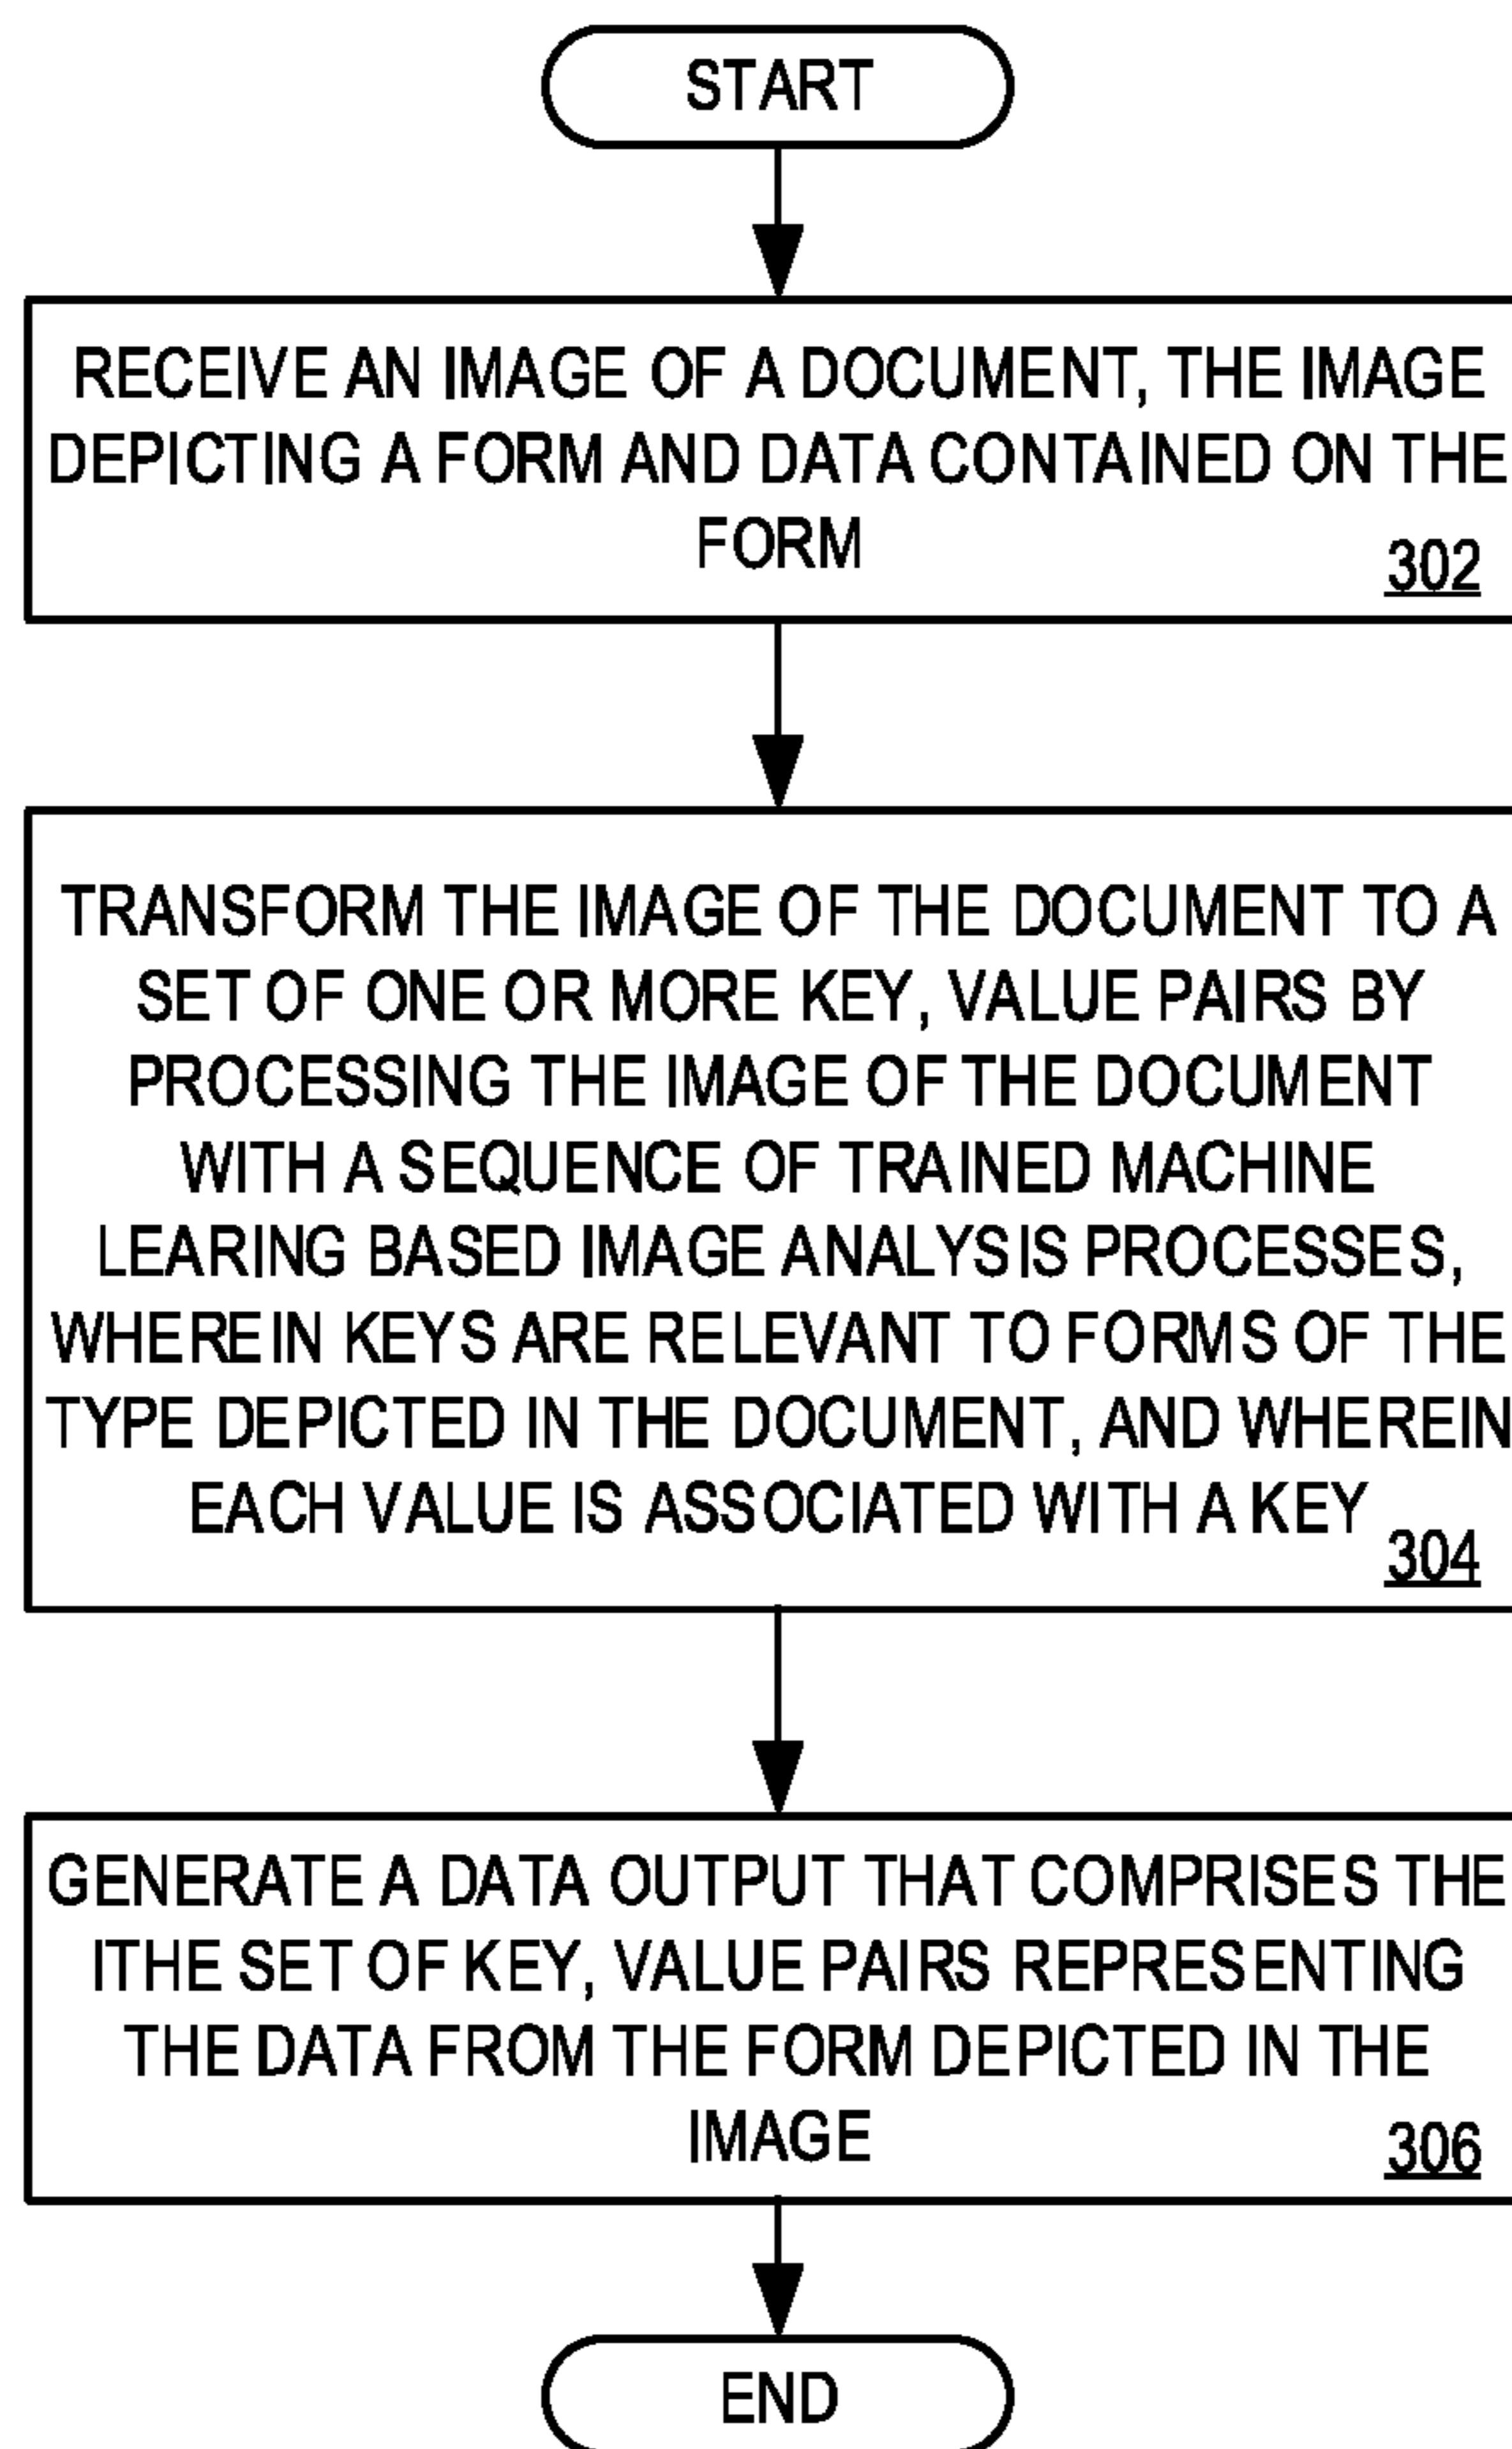 START
RECEIVE AN IMAGE OF A DOCUMENT, THE IMAGE
DEPICTING A FORM AND DATA CONTAINED ON THE
FORM
302
TRANSFORM THE IMAGE OF THE DOCUMENT TO A
SET OF ONE OR MORE KEY, VALUE PAIRS BY
PROCESSING THE IMAGE OF THE DOCUMENT
WITH A SEQUENCE OF TRAINED MACHINE
LEARING BASED IMAGE ANALYSIS PROCESSES,
WHEREIN KEYS ARE RELEVANT TO FORMS OF THE
TYPE DEPICTED IN THE DOCUMENT, AND WHEREIN
EACH VALUE IS ASSOCIATED WITH A KEY
304
GENERATE A DATA OUTPUT THAT COMPRISES THE
ITHE SET OF KEY, VALUE PAIRS REPRESENTING
THE DATA FROM THE FORM DEPICTED IN THE
IMAGE
306
END